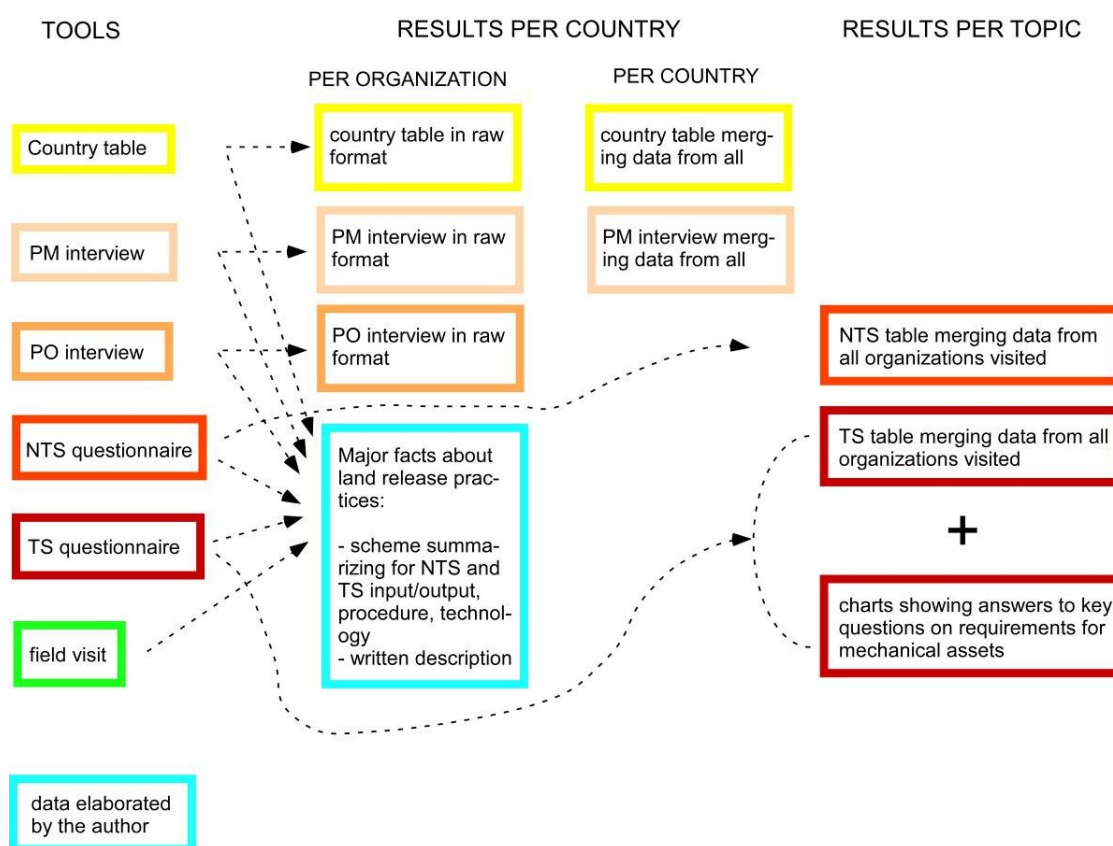 TOOLS
RESULTS PER COUNTRY
RESULTS PER TOPIC
PER ORGANIZATION
PER COUNTRY
Country table
country table in raw
format
country table merg-
ing data from all
PM interview
PM interview in raw
format
PM interview merg-
ing data from all
PO interview
PO interview in raw
format
NTS table merging data from
all organizations visited
NTS questionnaire
TS questionnaire
field visit
Major facts about
land release prac-
tices:
- scheme summa-
rizing for NTS and
TS input/output,
procedure, technol-
ogy
- written description
TS table merging data from all
organizations visited
+
charts showing answers to key
questions on requirements for
mechanical assets
data elaborated
by the author